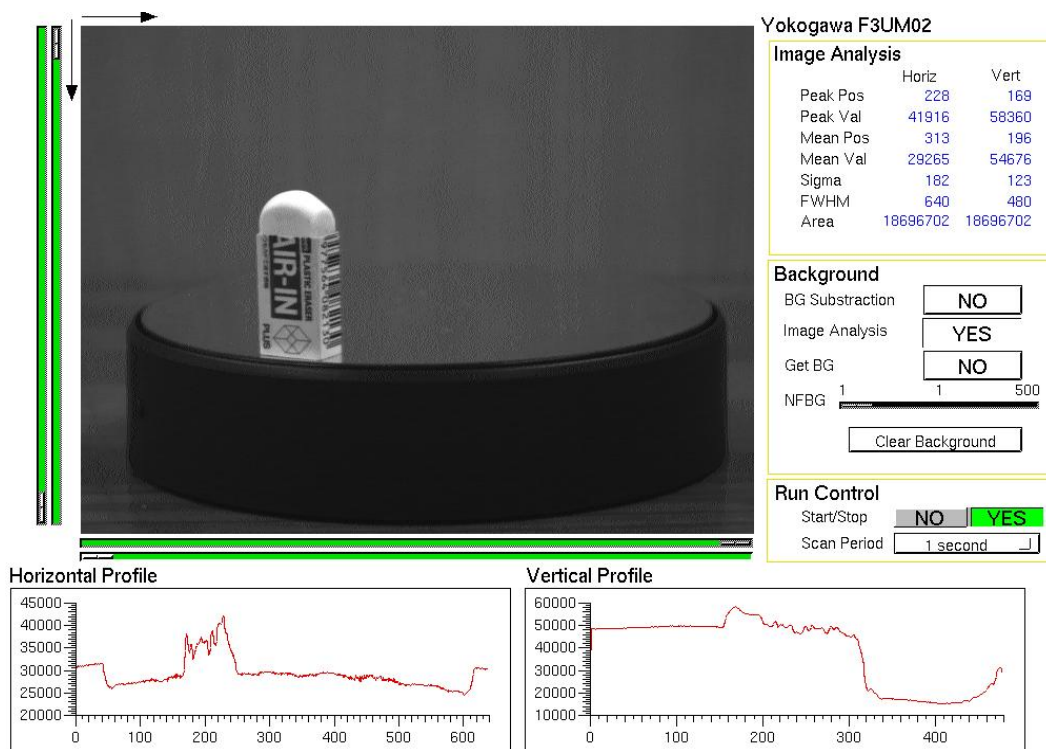 Yokogawa F3UM02
Image Analysis
Horiz Vert
Peak Pos 228 169
Peak Val 41916 58360
Mean Pos 313 196
Mean Val 29265 54676
Sigma 182 123
FWHM 640 480
Area 18696702 18696702
Background
BG Substraction NO
Image Analysis YES
Get BG NO
1 1 500
NFBG
Clear Background
Run Control
Start/Stop NO YES
Scan Period 1 second
AIR-IN
PLASTIC ERASER
PLUS
Horizontal Profile
45000
40000
35000
30000
25000
20000
0 100 200 300 400 500 600
Vertical Profile
60000
50000
40000
30000
20000
10000
0 100 200 300 400